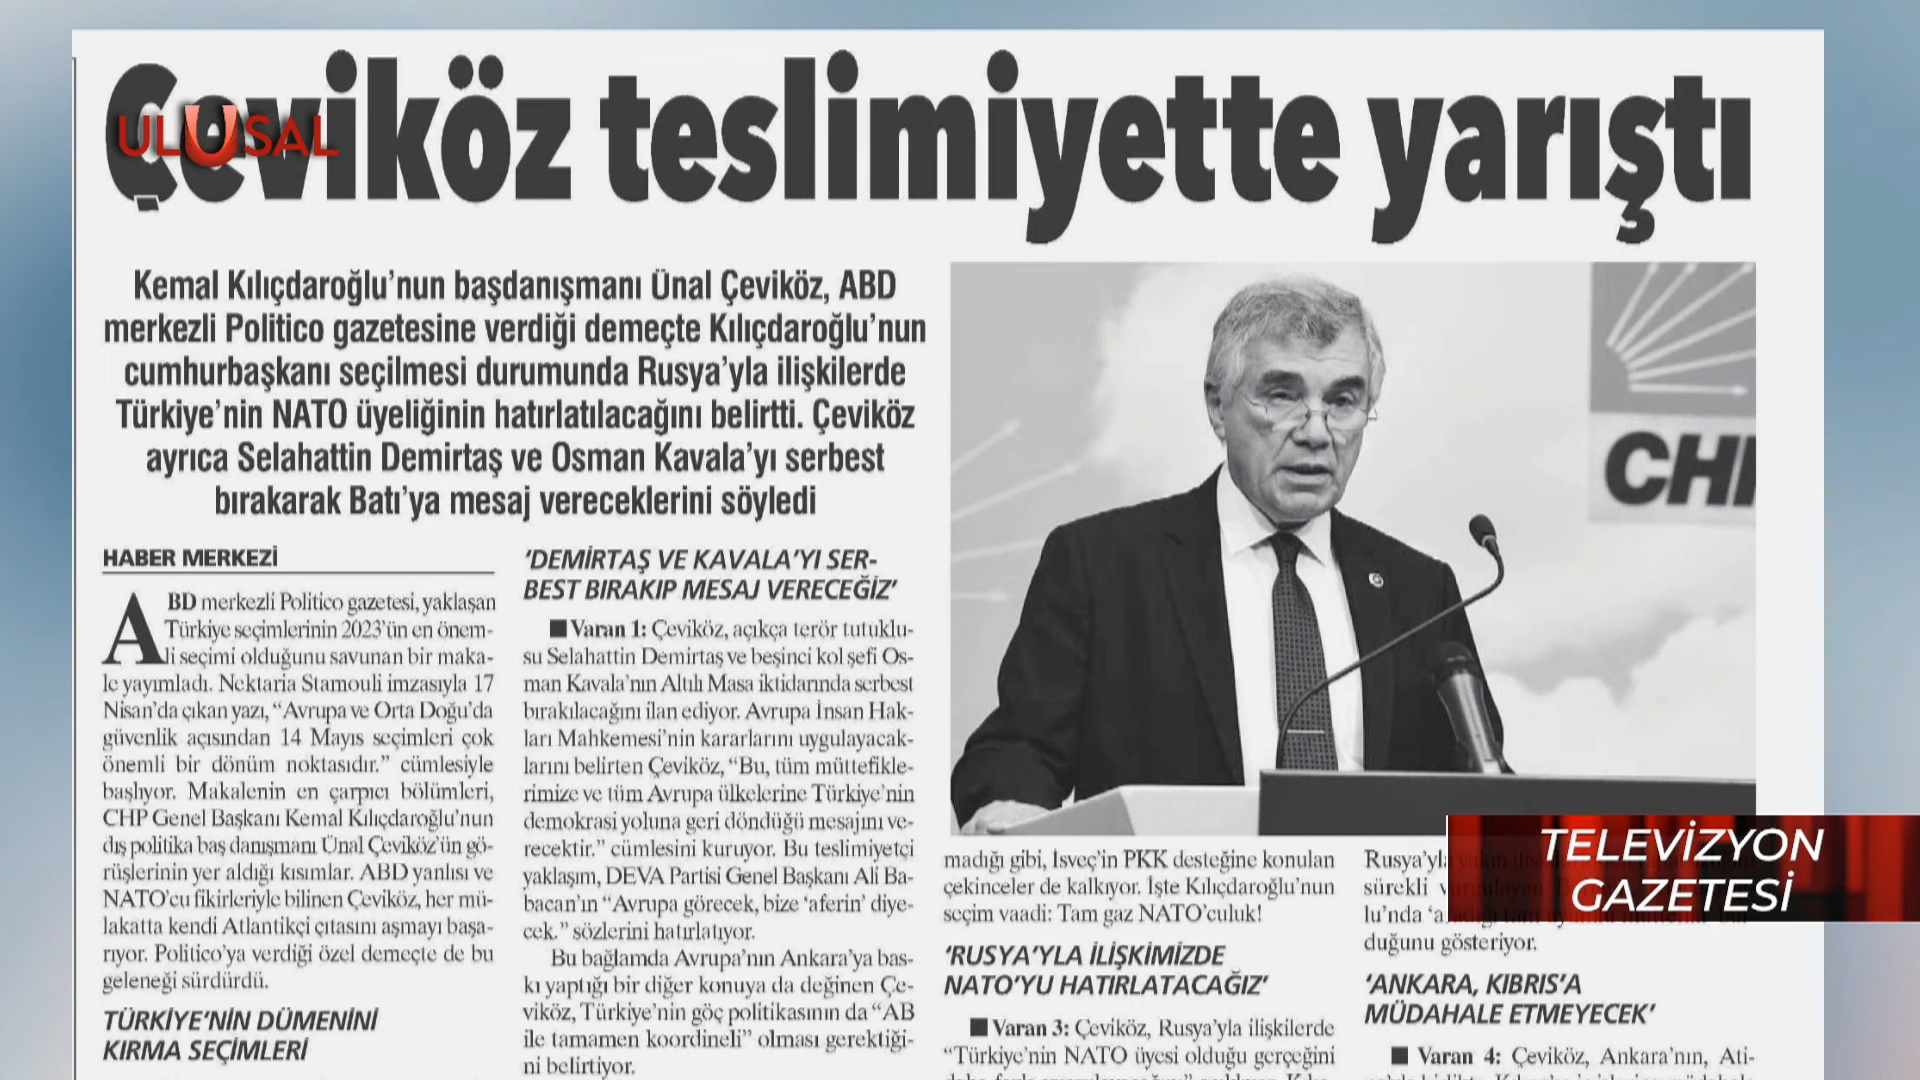 Çeviköz teslimiyette yarıştı
ULUSAL
Kemal Kılıçdaroğlu’nun başdanışmanı Ünal Çeviköz, ABD
merkezli Politico gazetesine verdiği demeçte Kılıçdaroğlu’nun
cumhurbaşkanı seçilmesi durumunda Rusya’yla ilişkilerde
Türkiye’nin NATO üyeliğinin hatırlatılacağını belirtti. Çeviköz
ayrıca Selahattin Demirtaş ve Osman Kavala’yı serbest
bırakarak Batı’ya mesaj vereceklerini söyledi
HABER MERKEZİ
ABD merkezli Politico gazetesi, yaklaşan
Türkiye seçimlerinin 2023’ün en önem-
li seçimi olduğunu savunan bir maka-
le yayımladı. Nektaria Stamouli imzasıyla 17
Nisan’da çıkan yazı, “Avrupa ve Orta Doğu’da
güvenlik açısından 14 Mayıs seçimleri çok
önemli bir dönüm noktasıdır.” cümlesiyle
başlıyor. Makalenin en çarpıcı bölümleri,
CHP Genel Başkanı Kemal Kılıçdaroğlu’nun
dış politika baş danışmanı Ünal Çeviköz’ün gö-
rüşlerinin yer aldığı kısımlar. ABD yanlısı ve
NATO’cu fikirleriyle bilinen Çeviköz, her mü-
lakatta kendi Atlantikçi çıtasını aşmayı başa-
rıyor. Politico’ya verdiği özel demeçte de bu
geleneği sürdürdü.
TÜRKİYE’NİN DÜMENİNİ
KIRMA SEÇİMLERİ
‘DEMİRTAŞ VE KAVALA’YI SER-
BEST BIRAKIP MESAJ VERECEĞİZ’
■ Varan 1: Çeviköz, açıkça terör tutuklu-
su Selahattin Demirtaş ve beşinci kol şefi Os-
man Kavala’nın Altılı Masa iktidarında serbest
bırakılacağını ilan ediyor. Avrupa İnsan Hak-
ları Mahkemesi’nin kararlarını uygulayacak-
larını belirten Çeviköz, “Bu, tüm müttefikle-
rimize ve tüm Avrupa ülkelerine Türkiye’nin
demokrasi yoluna geri döndüğü mesajını ve-
recektir.” cümlesini kuruyor. Bu teslimiyetçi
yaklaşım, DEVA Partisi Genel Başkanı Ali Ba-
bacan’ın “Avrupa görecek, bize ‘aferin’ diye-
cek.” sözlerini hatırlatıyor.
Bu bağlamda Avrupa’nın Ankara’ya bas-
kı yaptığı bir diğer konuya da değinen Çe-
viköz, Türkiye’nin göç politikasının da “AB
ile tamamen koordineli” olması gerektiği-
ni belirtiyor.
CHP
madığı gibi, İsveç’in PKK desteğine konulan
çekinceler de kalkıyor. İşte Kılıçdaroğlu’nun
seçim vaadi: Tam gaz NATO’culuk!
‘RUSYA’YLA İLİŞKİMİZDE
NATO’YU HATIRLATACAĞIZ’
■ Varan 3: Çeviköz, Rusya’yla ilişkilerde
“Türkiye’nin NATO üyesi olduğu gerçeğini
Rusya’yla
sürekli
lu’nda
duğunu gösteriyor.
‘ANKARA, KIBRIS’A
MÜDAHALE ETMEYECEK’
■ Varan 4: Çeviköz, Ankara’nın, Ati-
TELEVİZYON
GAZETESİ